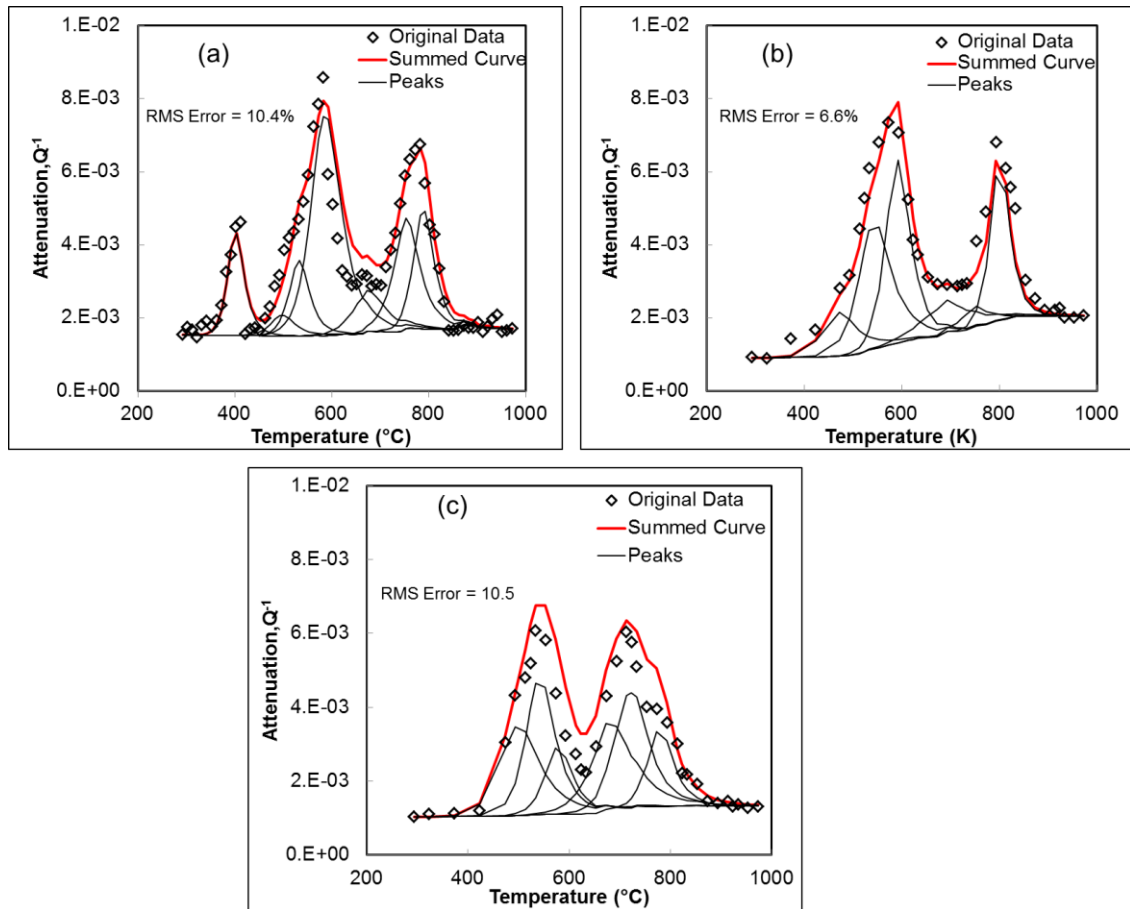 (a)
Original Data
Summed Curve
Peaks
RMS Error = 10.4%
1.E-02
8.E-03
6.E-03
4.E-03
2.E-03
0.E+00
Attenuation,Q-1
200 400 600 800 1000
Temperature (°C)
(b)
Original Data
Summed Curve
Peaks
RMS Error = 6.6%
1.E-02
8.E-03
6.E-03
4.E-03
2.E-03
0.E+00
Attenuation,Q-1
200 400 600 800 1000
Temperature (K)
(c)
Original Data
Summed Curve
Peaks
RMS Error = 10.5
1.E-02
8.E-03
6.E-03
4.E-03
2.E-03
0.E+00
Attenuation,Q-1
200 400 600 800 1000
Temperature (°C)